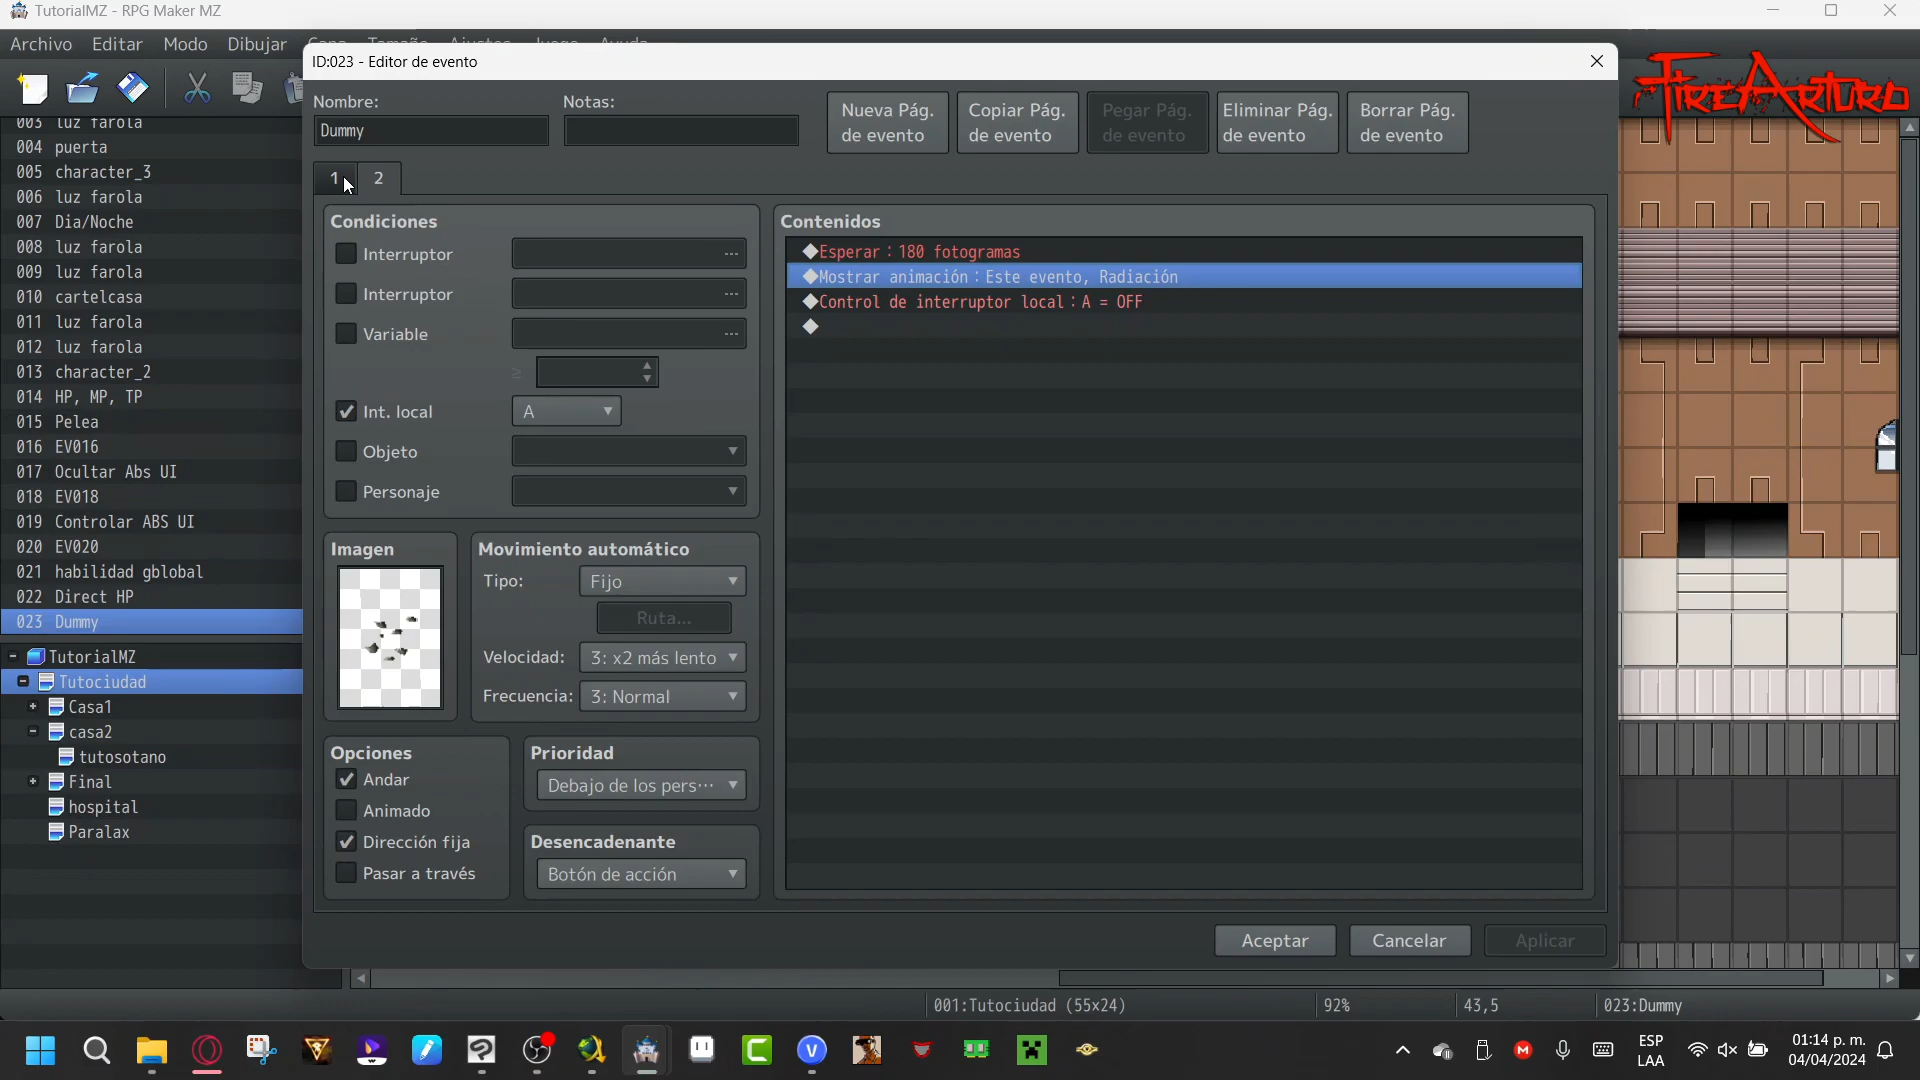 TutorialMZ - RPG Maker MZ
Archivo Editar Modo Dibujar
FireArturo
ID:023 - Editor de evento
Nombre:
Dummy
Notas:
Nueva Pág.
de evento
Copiar Pág.
de evento
Pegar Pág.
de evento
Eliminar Pág.
de evento
Borrar Pág.
de evento
003 luz farola
004 puerta
005 character_3
006 luz farola
007 Dia/Noche
008 luz farola
009 luz farola
010 cartelcasa
011 luz farola
012 luz farola
013 character_2
014 HP, MP, TP
015 Pelea
016 EV016
017 Ocultar Abs UI
018 EV018
019 Controlar ABS UI
020 EV020
021 habilidad gblobal
022 Direct HP
023 Dummy
TutorialMZ
Tutociudad
Casa1
casa2
tutosotano
Final
hospital
Paralax
1 2
Condiciones
Interruptor ...
Interruptor ...
Variable ...
≥
Int. local A
Objeto
Personaje
Imagen
Movimiento automático
Tipo: Fijo
Ruta...
Velocidad: 3: x2 más lento
Frecuencia: 3: Normal
Opciones
Andar
Animado
Dirección fija
Pasar a través
Prioridad
Debajo de los pers···
Desencadenante
Botón de acción
Contenidos
◆Esperar：180 fotogramas
◆Mostrar animación：Este evento, Radiación
◆Control de interruptor local：A = OFF
◆
Aceptar
Cancelar
Aplicar
001:Tutociudad (55x24)
92%
43,5
023:Dummy
ESP
LAA
01:14 p. m.
04/04/2024